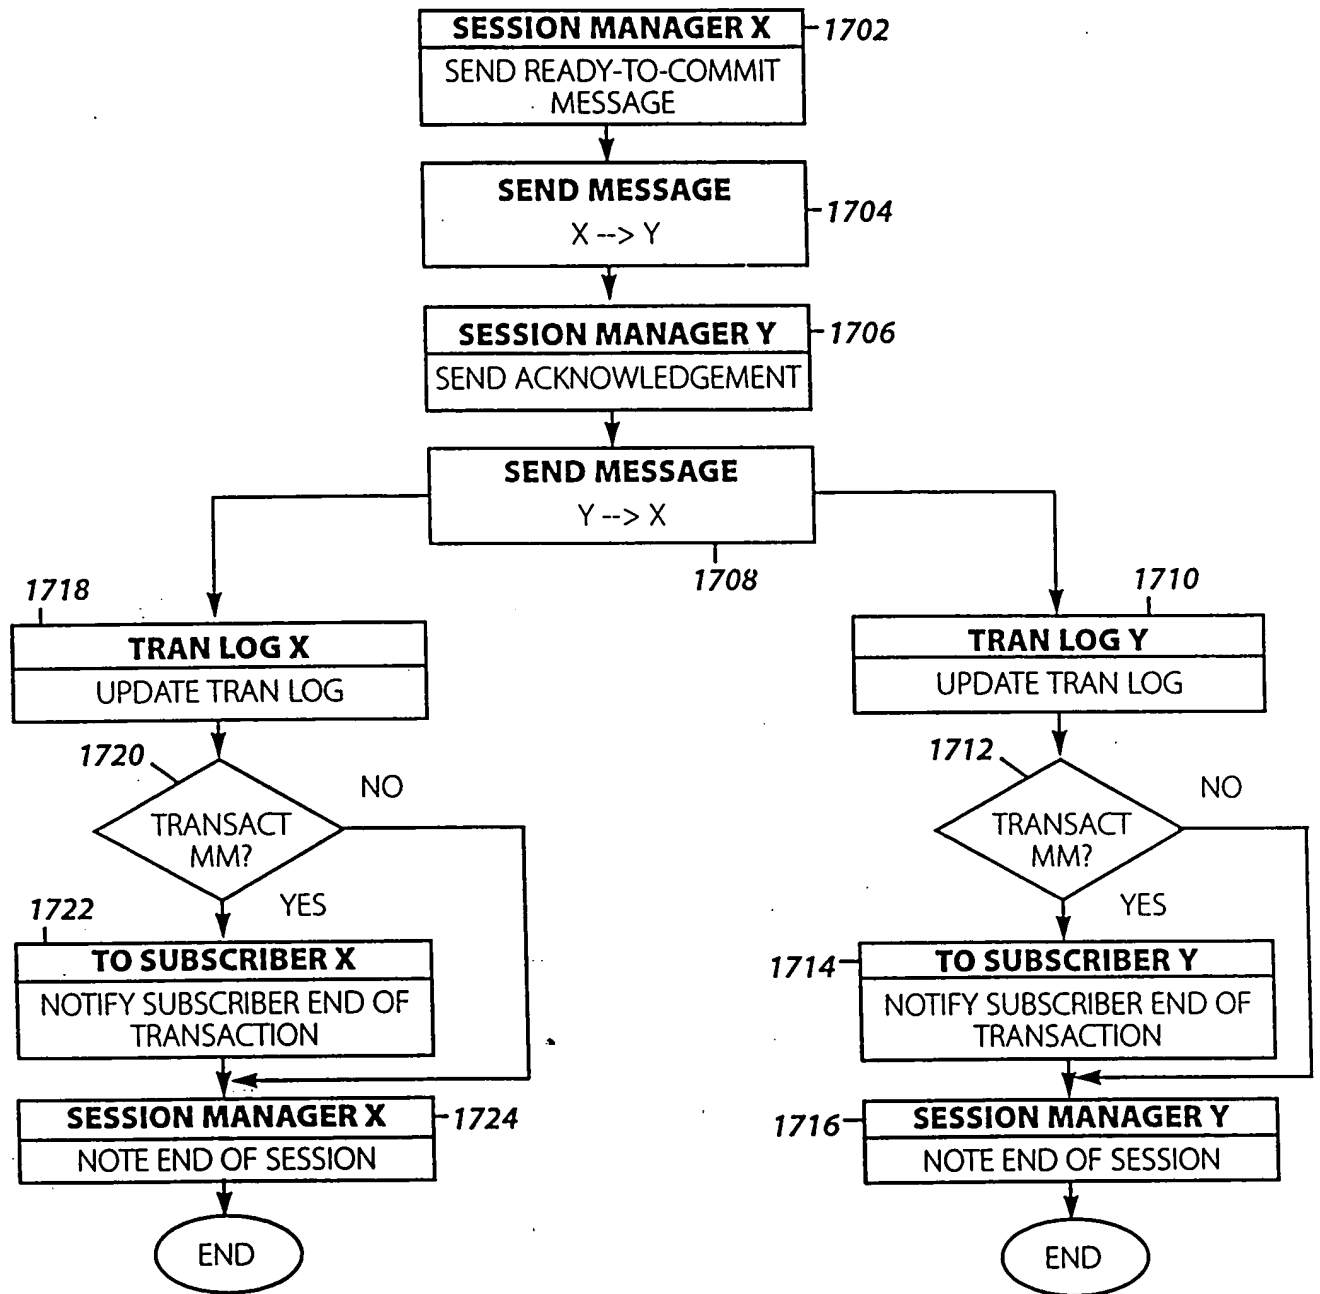 SESSION MANAGER X
1702
SEND READY-TO-COMMIT
MESSAGE
SEND MESSAGE
1704
X --> Y
SESSION MANAGER Y
1706
SEND ACKNOWLEDGEMENT
SEND MESSAGE
Y --> X
1708
1718
TRAN LOG X
UPDATE TRAN LOG
1720
NO
TRANSACT
MM?
YES
1722
TO SUBSCRIBER X
NOTIFY SUBSCRIBER END OF
TRANSACTION
SESSION MANAGER X
1724
NOTE END OF SESSION
END
1710
TRAN LOG Y
UPDATE TRAN LOG
1712
NO
TRANSACT
MM?
YES
1714
TO SUBSCRIBER Y
NOTIFY SUBSCRIBER END OF
TRANSACTION
1716
SESSION MANAGER Y
NOTE END OF SESSION
END